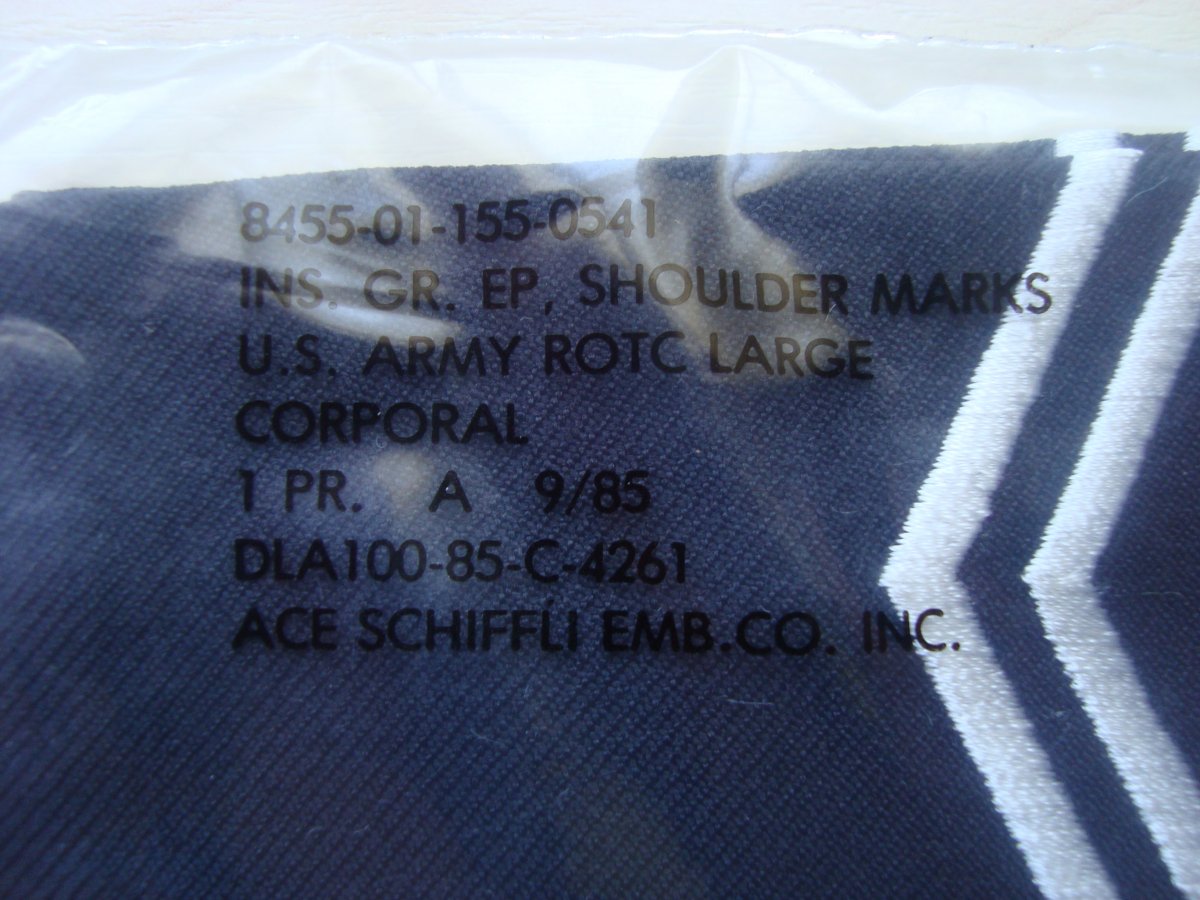 8455-01-155-0541
INS. GR. EP, SHOULDER MARKS
U.S. ARMY ROTC LARGE
CORPORAL
1 PR. A 9/85
DLA100-85-C-4261
ACE SCHIFFLI EMB.CO. INC.